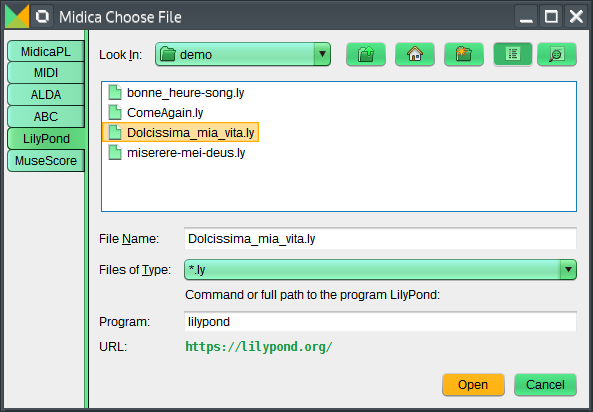 Midica Choose File
MidicaPL
MIDI
ALDA
ABC
LilyPond
MuseScore
Look In: demo
bonne_heure-song.ly
ComeAgain.ly
Dolcissima_mia_vita.ly
miserere-mei-deus.ly
File Name: Dolcissima_mia_vita.ly
Files of Type: *.ly
Command or full path to the program LilyPond:
Program: lilypond
URL: https://lilypond.org/
Open Cancel